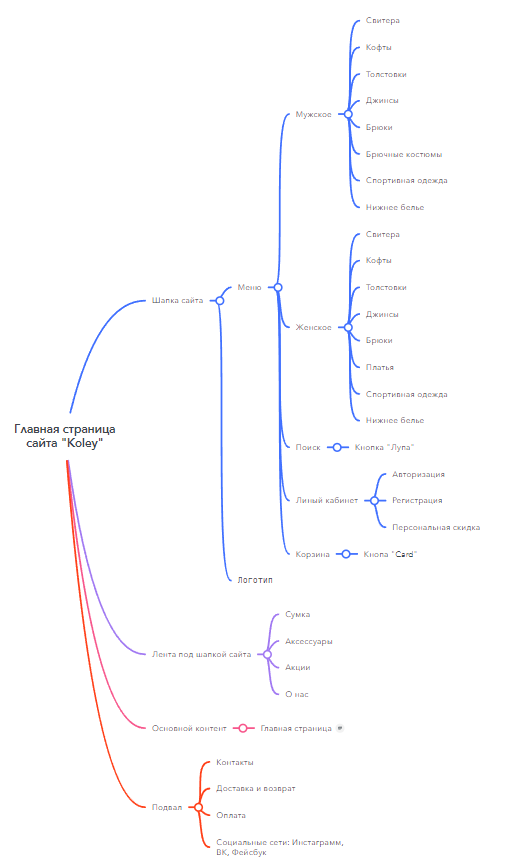 Главная страница
сайта "Koley"
Шапка сайта
Меню
Мужское
Свитера
Кофты
Толстовки
Джинсы
Брюки
Брючные костюмы
Спортивная одежда
Нижнее белье
Женское
Свитера
Кофты
Толстовки
Джинсы
Брюки
Платья
Спортивная одежда
Нижнее белье
Поиск
Кнопка "Лупа"
Линый кабинет
Авторизация
Регистрация
Персональная скидка
Корзина
Кнопа "Card"
Логотип
Лента под шапкой сайта
Сумка
Аксессуары
Акции
О нас
Основной контент
Главная страница
Подвал
Контакты
Доставка и возврат
Оплата
Социальные сети: Инстаграмм,
ВК, Фейсбук